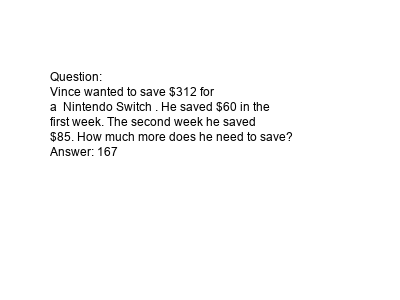 Question:
Vince wanted to save $312 for
a  Nintendo Switch . He saved $60 in the
first week. The second week he saved
$85. How much more does he need to save?
Answer: 167